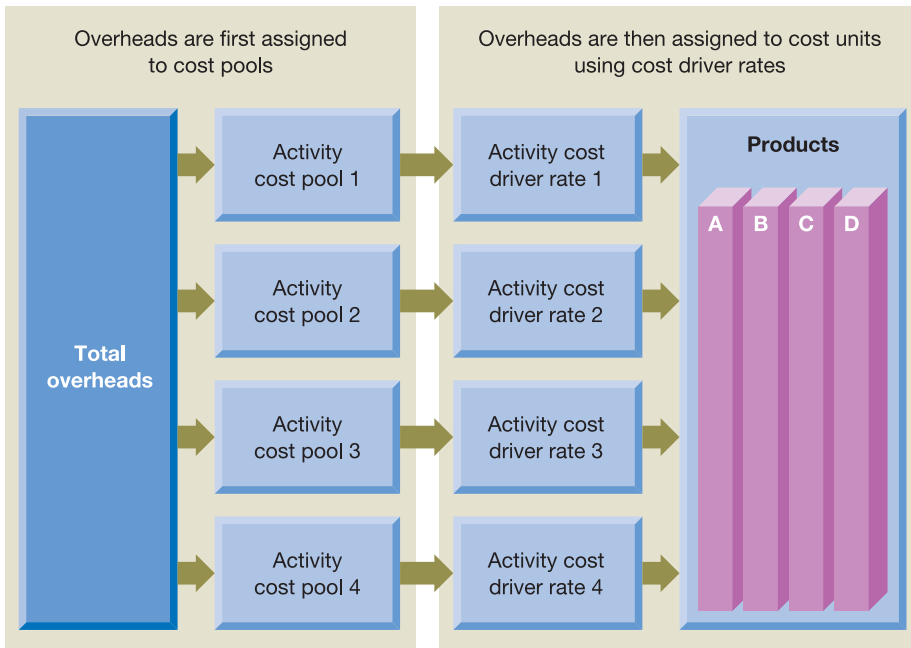 Overheads are first assigned
to cost pools
Overheads are then assigned to cost units
using cost driver rates
Total
overheads
Activity
cost pool 1
Activity cost
driver rate 1
Activity
cost pool 2
Activity cost
driver rate 2
Activity
cost pool 3
Activity cost
driver rate 3
Activity
cost pool 4
Activity cost
driver rate 4
Products
A B C D